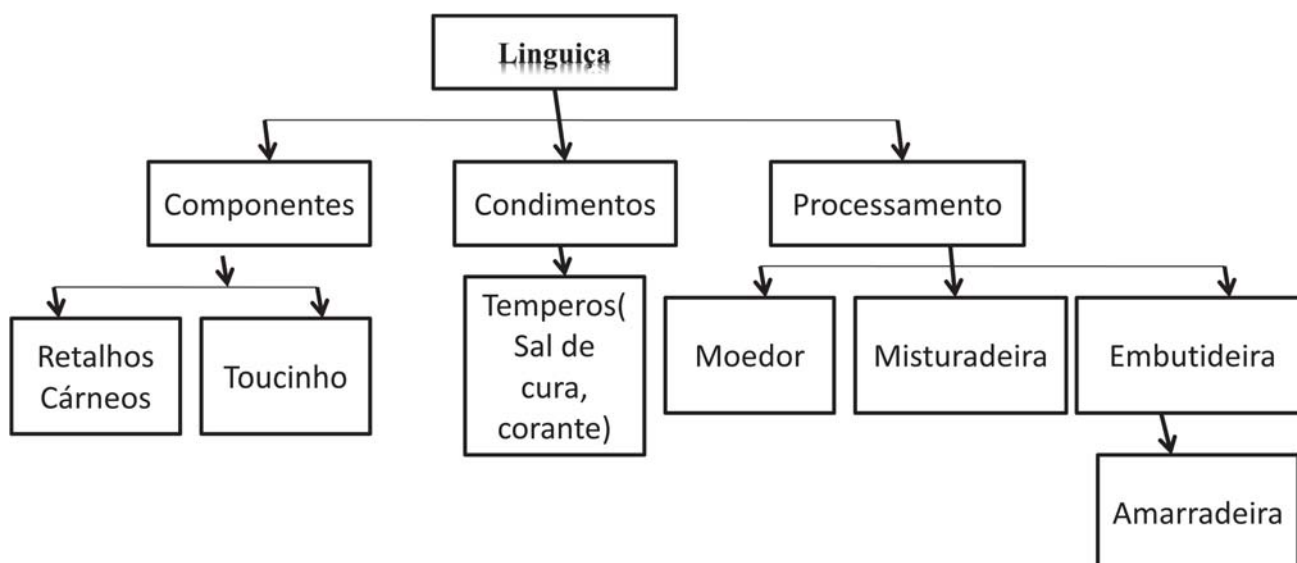 Linguiça
Componentes
Condimentos
Processamento
Retalhos
Cárneos
Toucinho
Temperos(
Sal de
cura,
corante)
Moedor
Misturadeira
Embutideira
Amarradeira